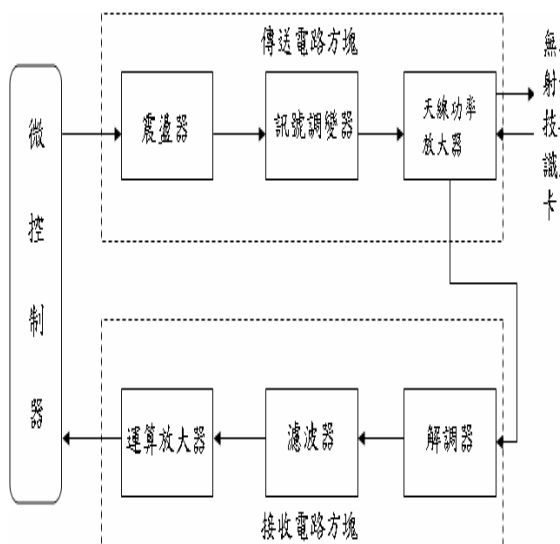 傳送電路方塊
微控制器
震盪器
訊號調變器
天線功率
放大器
無
射
技
識
卡
運算放大器
濾波器
解調器
接收電路方塊